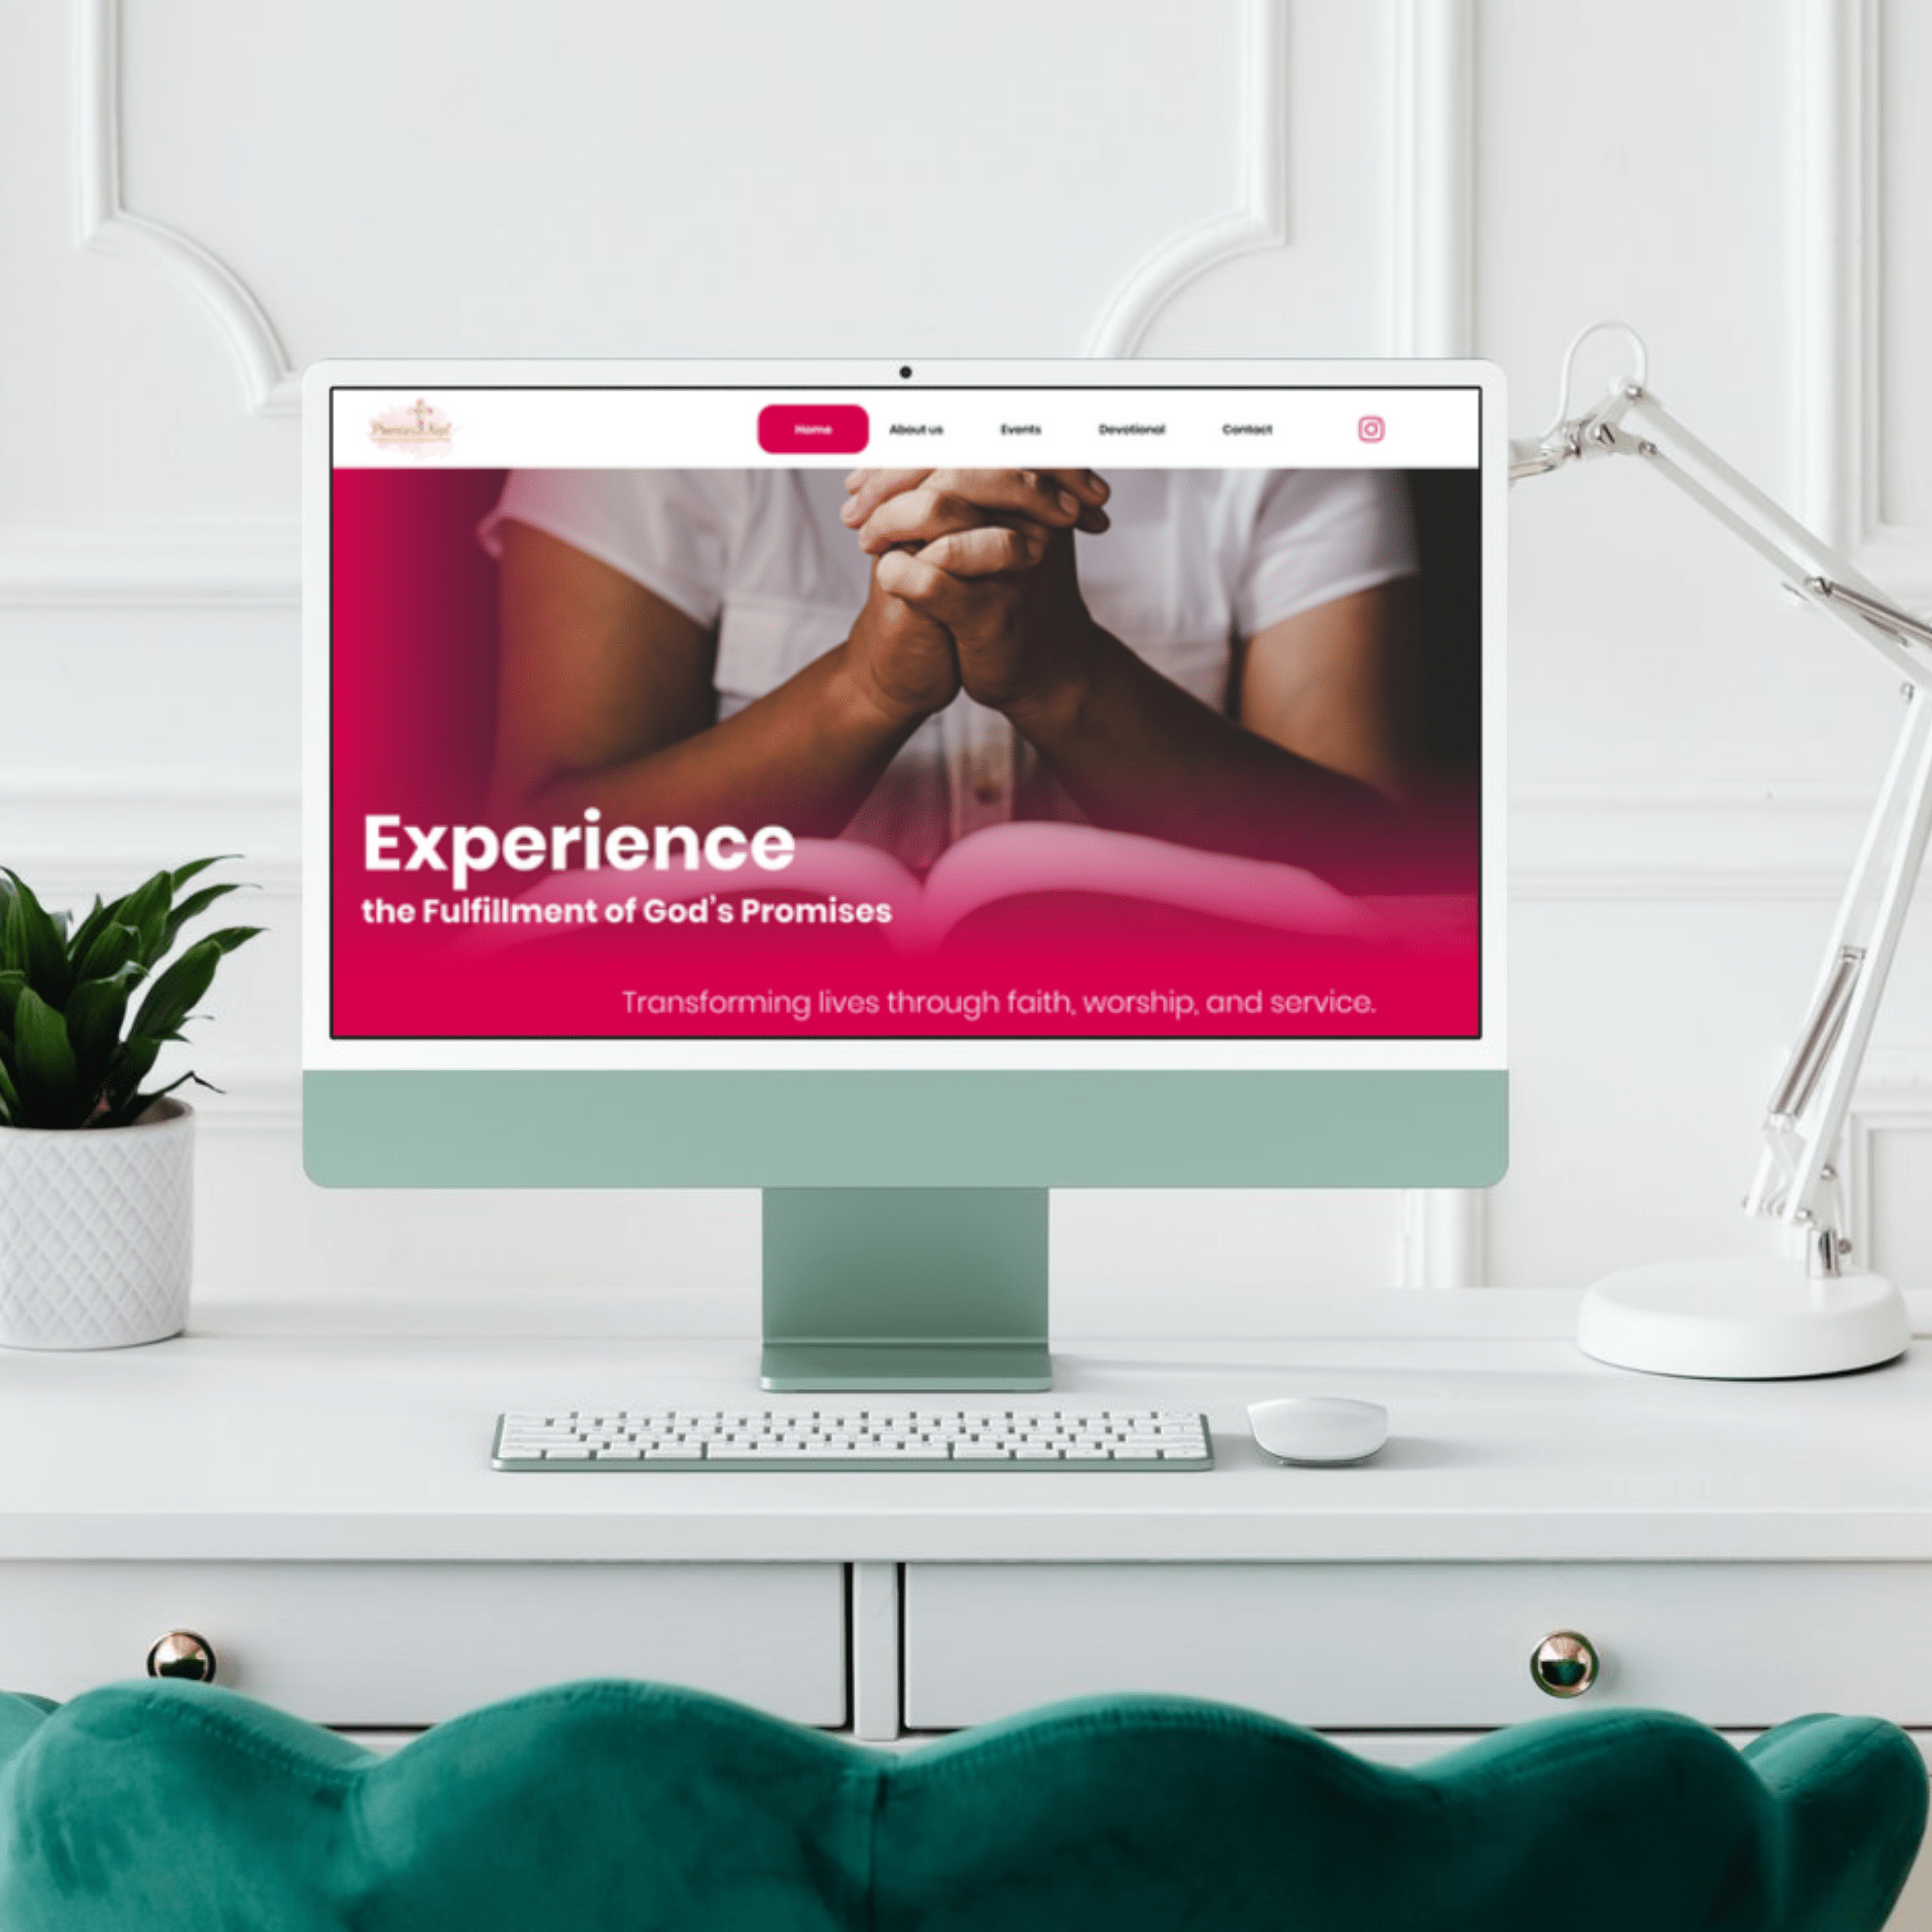 Home
About us
Events
Devotional
Contact
Experience
the Fulfillment of God's Promises
Transforming lives through faith, worship, and service.